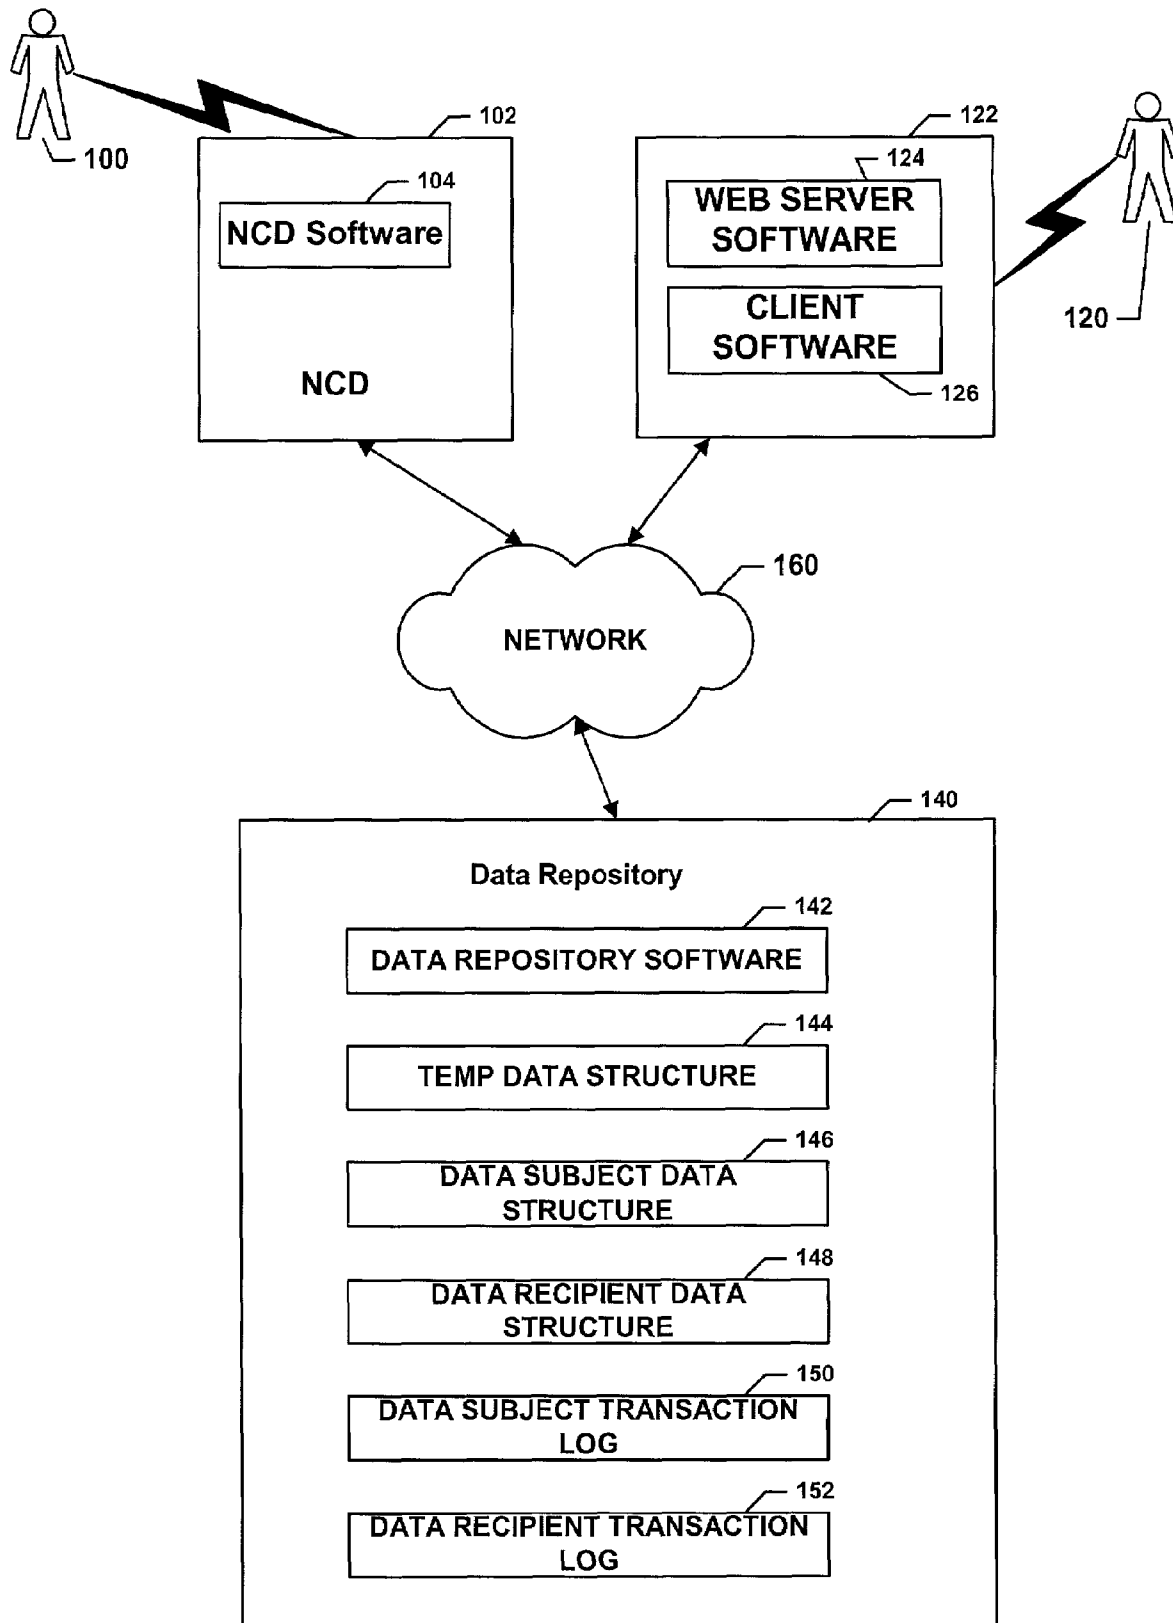 100
102
104
NCD Software
NCD
122
124
WEB SERVER
SOFTWARE
CLIENT
SOFTWARE
126
120
160
NETWORK
140
Data Repository
142
DATA REPOSITORY SOFTWARE
144
TEMP DATA STRUCTURE
146
DATA SUBJECT DATA
STRUCTURE
148
DATA RECIPIENT DATA
STRUCTURE
150
DATA SUBJECT TRANSACTION
LOG
152
DATA RECIPIENT TRANSACTION
LOG